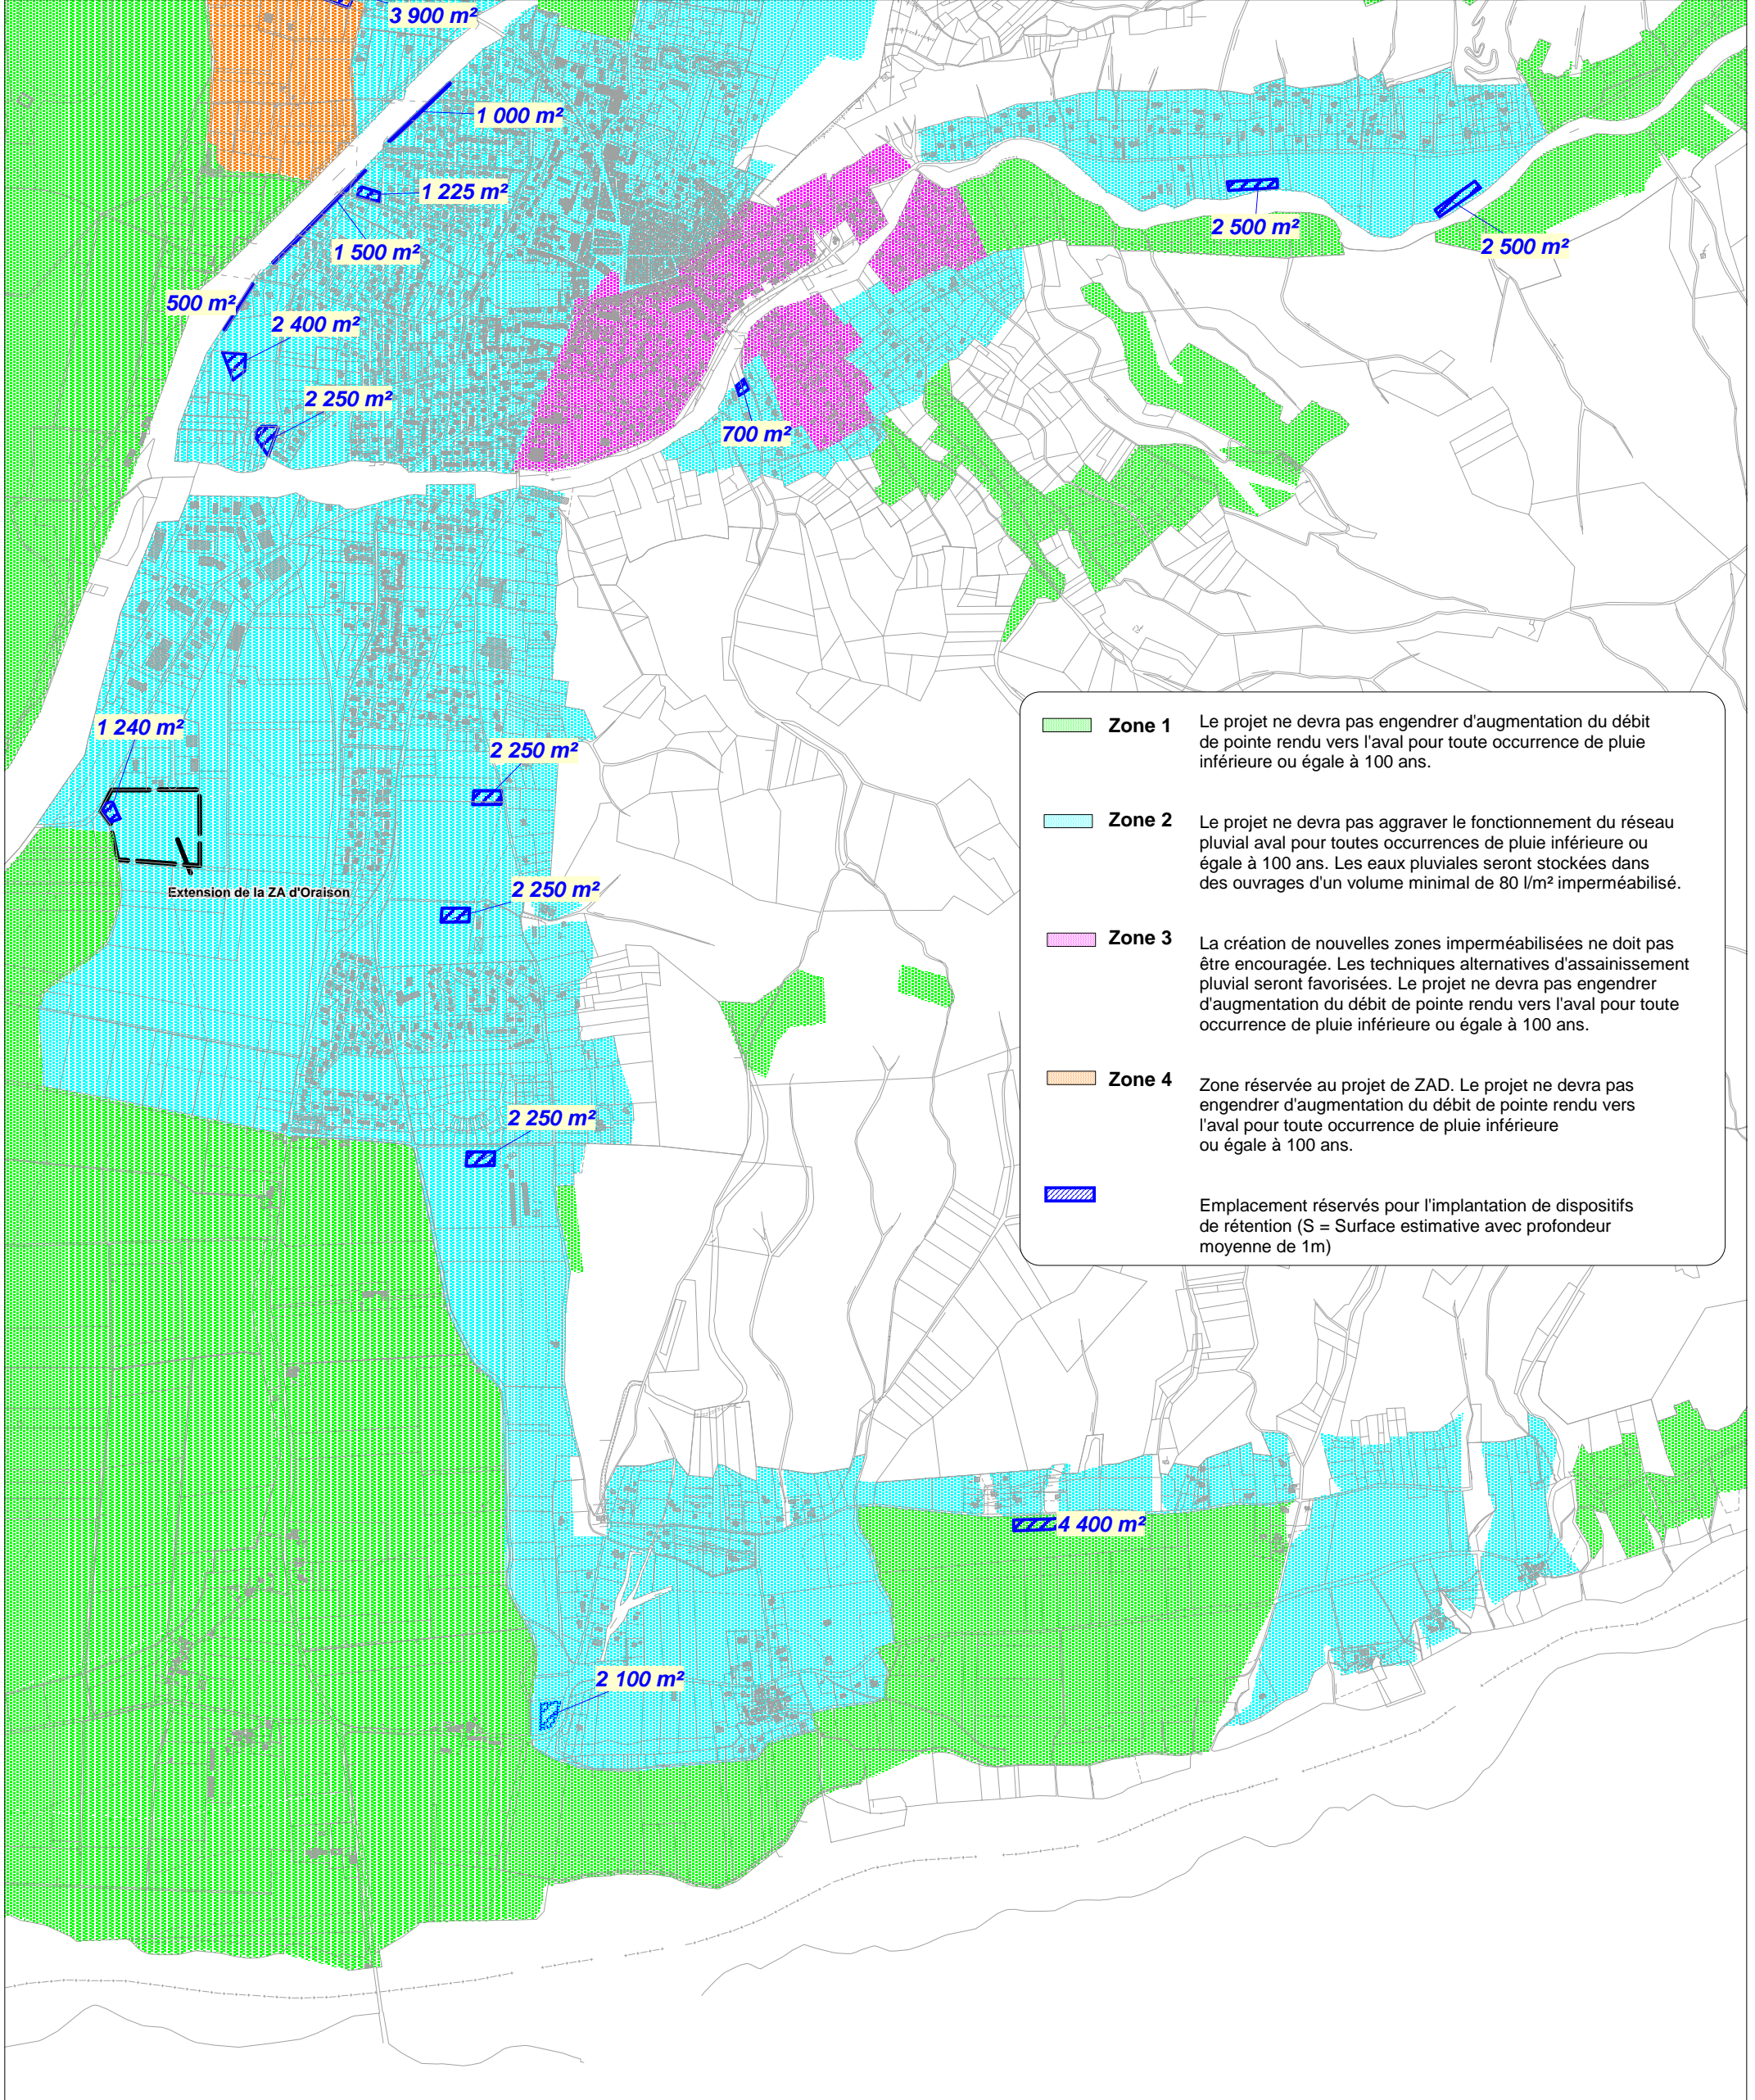 3 900 m²
1 000 m²
1 225 m²
1 500 m²
2 500 m²
2 500 m²
500 m²
2 400 m²
2 250 m²
700 m²
1 240 m²
2 250 m²
Extension de la ZA d'Oraison
2 250 m²
2 250 m²
4 400 m²
2 100 m²
Zone 1
Le projet ne devra pas engendrer d'augmentation du débit
de pointe rendu vers l'aval pour toute occurrence de pluie
inférieure ou égale à 100 ans.
Zone 2
Le projet ne devra pas aggraver le fonctionnement du réseau
pluvial aval pour toutes occurrences de pluie inférieure ou
égale à 100 ans. Les eaux pluviales seront stockées dans
des ouvrages d'un volume minimal de 80 l/m² imperméabilisé.
Zone 3
La création de nouvelles zones imperméabilisées ne doit pas
être encouragée. Les techniques alternatives d'assainissement
pluvial seront favorisées. Le projet ne devra pas engendrer
d'augmentation du débit de pointe rendu vers l'aval pour toute
occurrence de pluie inférieure ou égale à 100 ans.
Zone 4
Zone réservée au projet de ZAD. Le projet ne devra pas
engendrer d'augmentation du débit de pointe rendu vers
l'aval pour toute occurrence de pluie inférieure
ou égale à 100 ans.
Emplacement réservés pour l'implantation de dispositifs
de rétention (S = Surface estimative avec profondeur
moyenne de 1m)